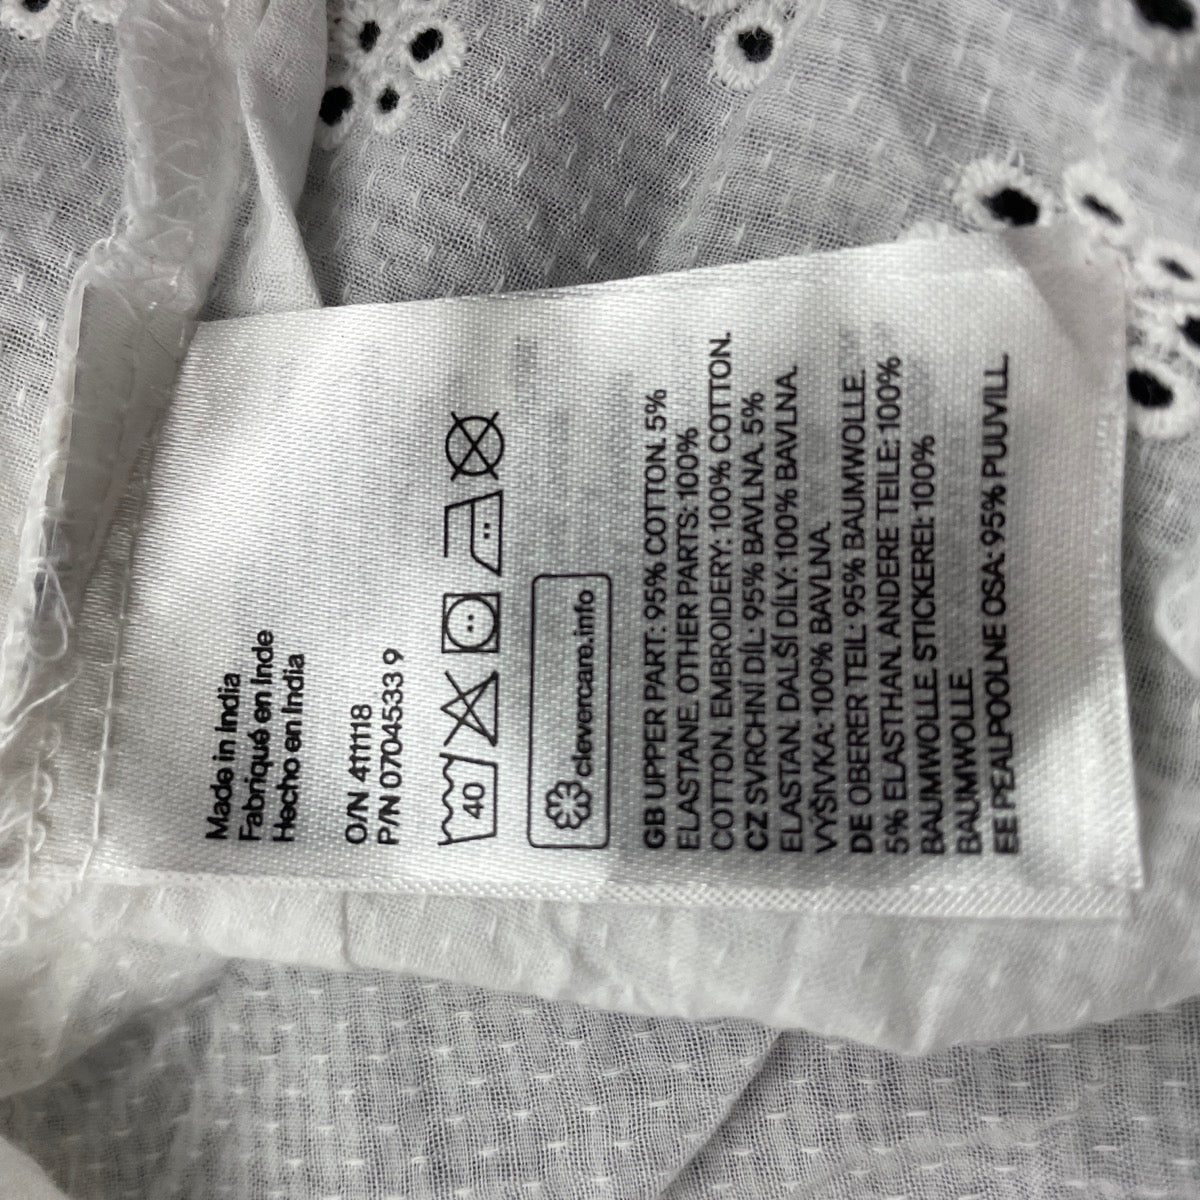 Made in India
Fabriqué en Inde
Hecho en India
O/N 411118
P/N 07045339
40
clevercare.info
GB UPPER PART: 95% COTTON. 5%
ELASTANE. OTHER PARTS: 100%
COTTON. EMBROIDERY: 100% COTTON.
CZ SVRCHNÍ DÍL: 95% BAVLNA. 5%
ELASTAN. DALŠÍ DÍLY: 100% BAVLNA.
VÝŠIVKA: 100% BAVLNA
DE OBERER TEIL: 95% BAUMWOLLE.
5% ELASTHAN. ANDERE TEILE: 100%
BAUMWOLLE. STICKEREI: 100%
BAUMWOLLE
EE PEALPOOLNE OSA: 95% PUUVILL.